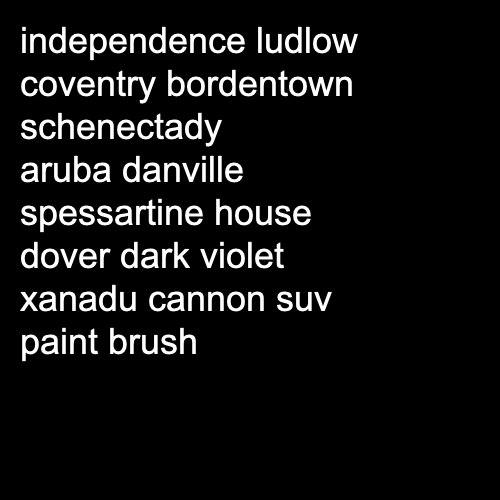 independence ludlow
coventry bordentown
schenectady
aruba danville
spessartine house
dover dark violet
xanadu cannon suv
paint brush